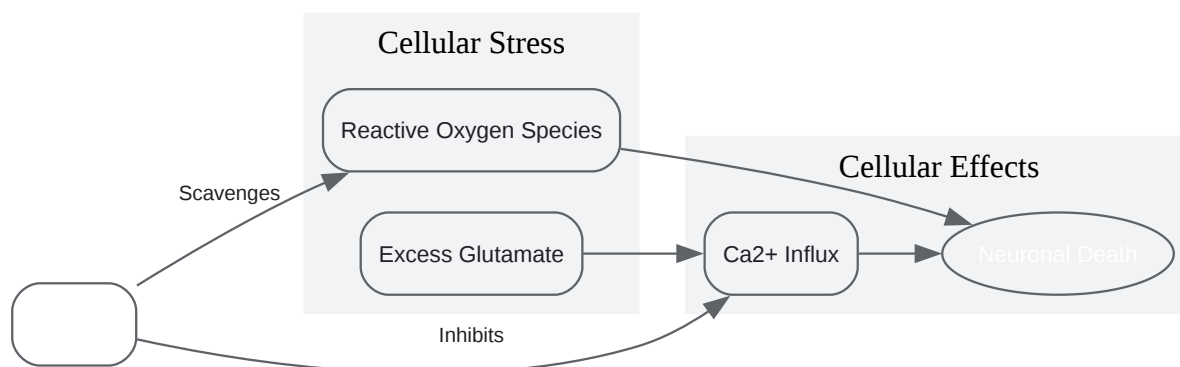 Cellular Stress
Reactive Oxygen Species
Cellular Effects
Scavenges
Excess Glutamate
Ca2+ Influx
Neuronal Death
Inhibits